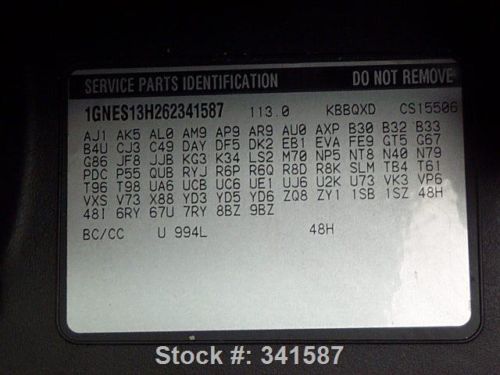 SERVICE PARTS IDENTIFICATION DO NOT REMOVE
1GNES13H262341587 113.0 KBBQXD CS15506
AJ1 AK5 AL0 AM9 AP9 AR9 AU0 AXP B30 B32 B33
B4U CJ3 C49 DAY DF5 DK2 EB1 EVA FE9 GT5 G67
G86 JF8 JJB KG3 K34 LS2 M70 NP5 NT8 N40 N79
PDC P55 QUB RYJ R6P R6Q R8D R8K SLM TB4 T61
T96 T98 UA6 UCB UC6 UE1 UJ6 U2K U73 VK3 VP6
VXS V73 X88 YD3 YD5 YD6 ZQ8 ZY1 1SB 1SZ 48H
48I 6RY 67U 7RY 8BZ 9BZ
BC/CC U 994L 48H
Stock #: 341587